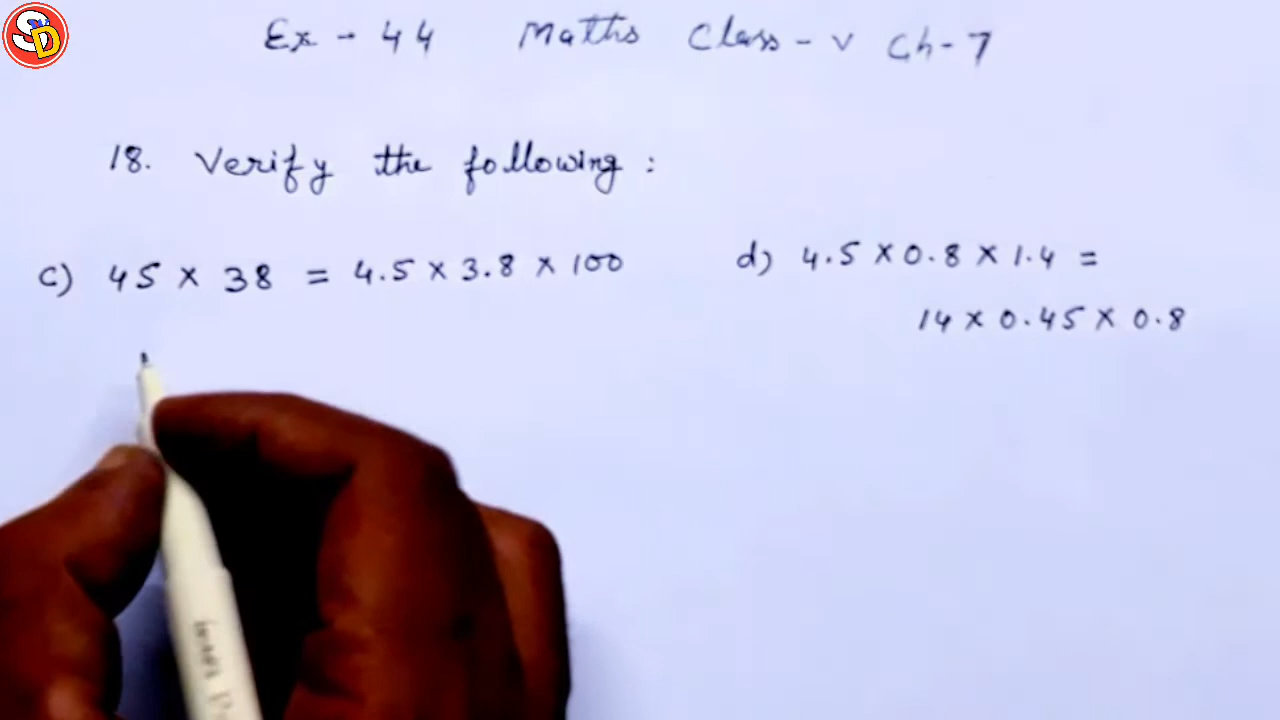 SD
Ex - 44 Maths Class - V Ch-7
18. Verify the following :
c) 45 × 38 = 4.5 × 3.8 × 100
d) 4.5 × 0.8 × 1.4 =
14 × 0.45 × 0.8